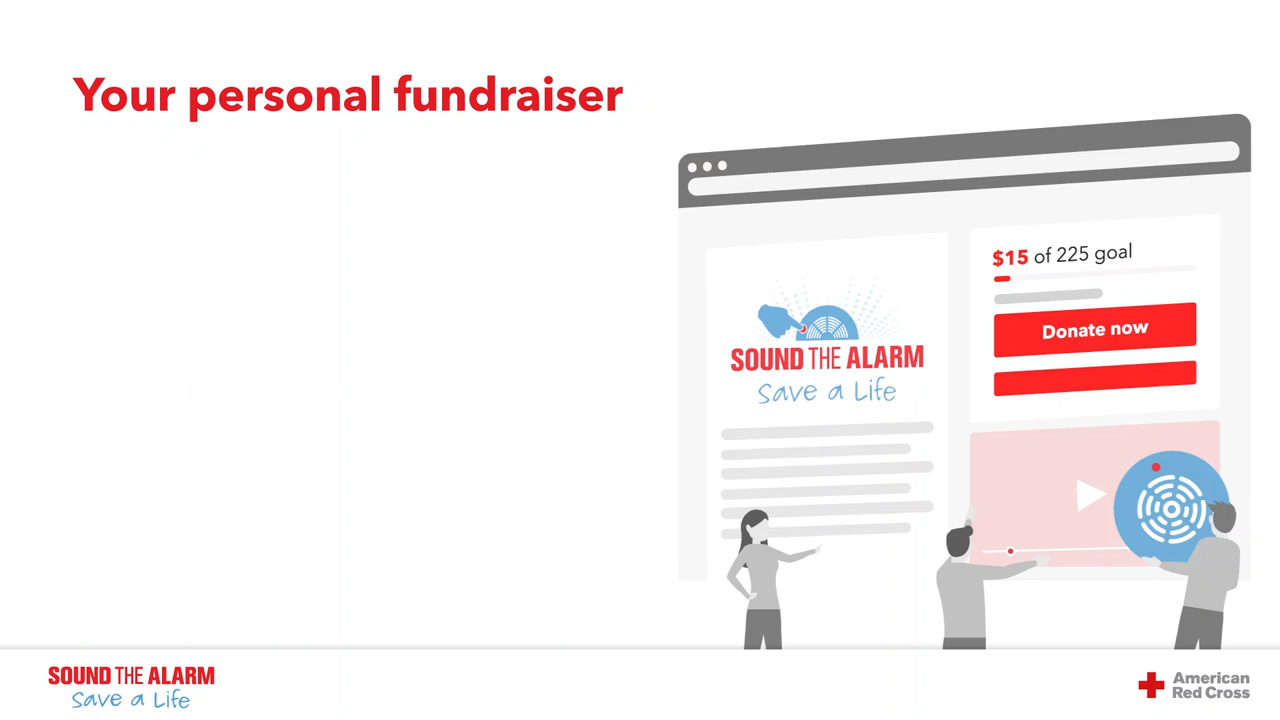 Your personal fundraiser
$15 of 225 goal
Donate now
SOUND THE ALARM
Save a Life
SOUND THE ALARM
Save a Life
American
Red Cross